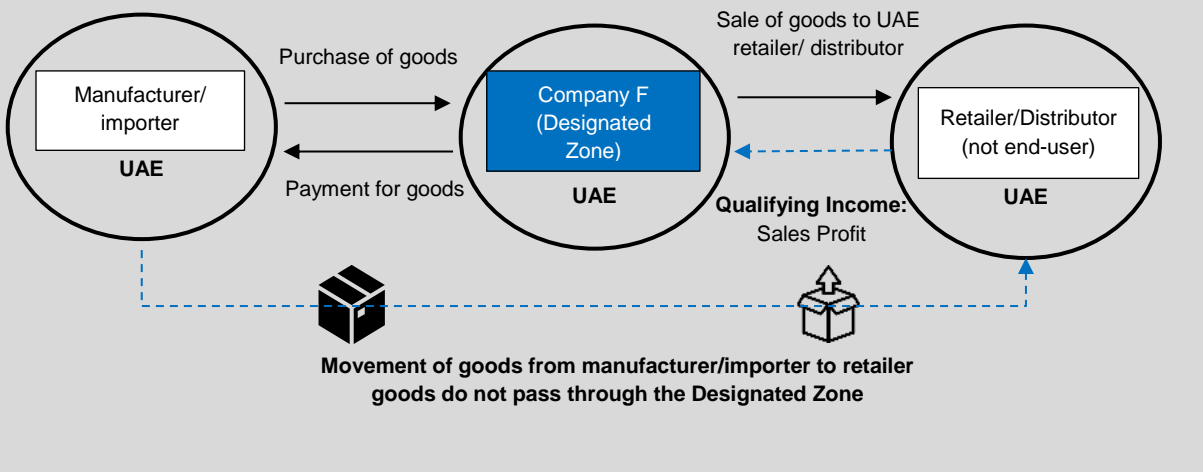 Manufacturer/
importer
UAE
Purchase of goods
Payment for goods
Company F
(Designated
Zone)
UAE
Sale of goods to UAE
retailer/ distributor
Qualifying Income:
Sales Profit
Retailer/Distributor
(not end-user)
UAE
Movement of goods from manufacturer/importer to retailer
goods do not pass through the Designated Zone